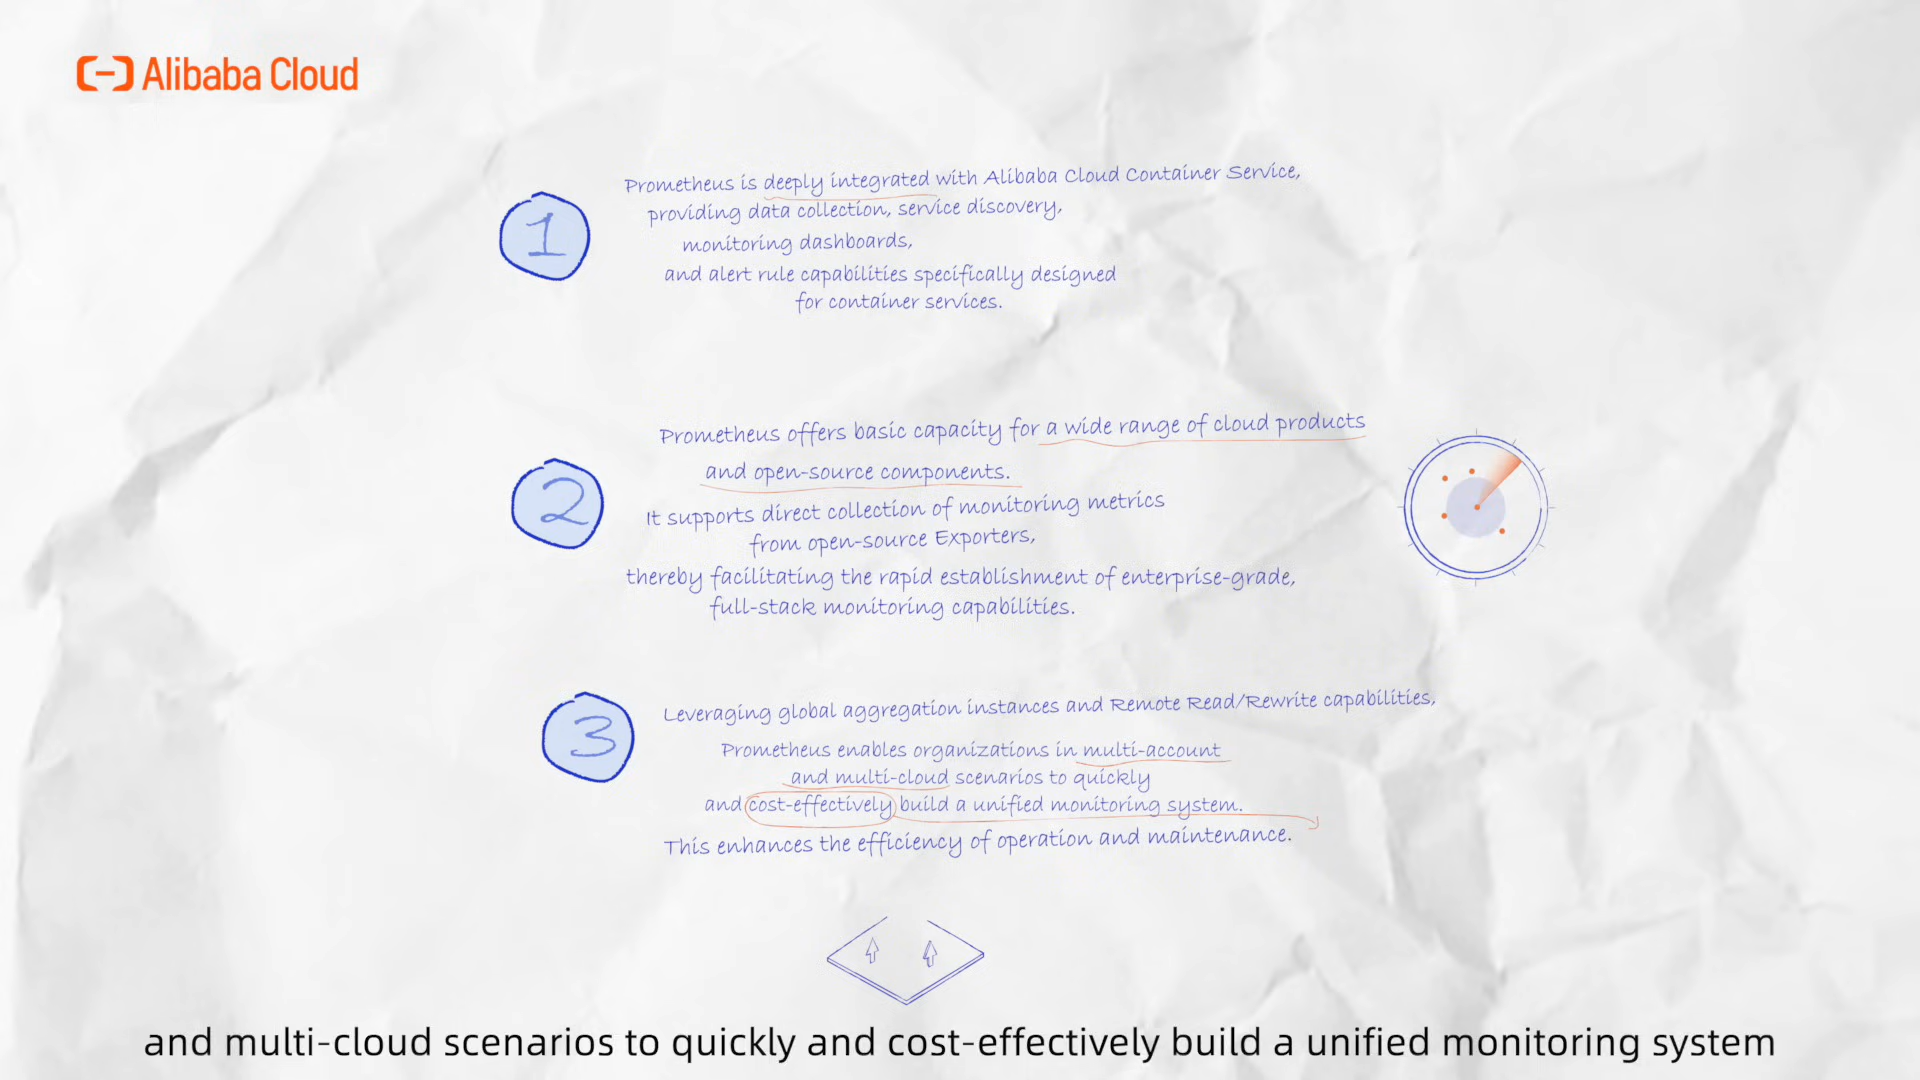 Alibaba Cloud
1
Prometheus is deeply integrated with Alibaba Cloud Container Service,
providing data collection, service discovery,
monitoring dashboards,
and alert rule capabilities specifically designed
for container services.
2
Prometheus offers basic capacity for a wide range of cloud products
and open-source components.
It supports direct collection of monitoring metrics
from open-source Exporters,
thereby facilitating the rapid establishment of enterprise-grade,
full-stack monitoring capabilities.
3
Leveraging global aggregation instances and Remote Read/Rewrite capabilities,
Prometheus enables organizations in multi-account
and multi-cloud scenarios to quickly
and cost-effectively build a unified monitoring system.
This enhances the efficiency of operation and maintenance.
and multi-cloud scenarios to quickly and cost-effectively build a unified monitoring system